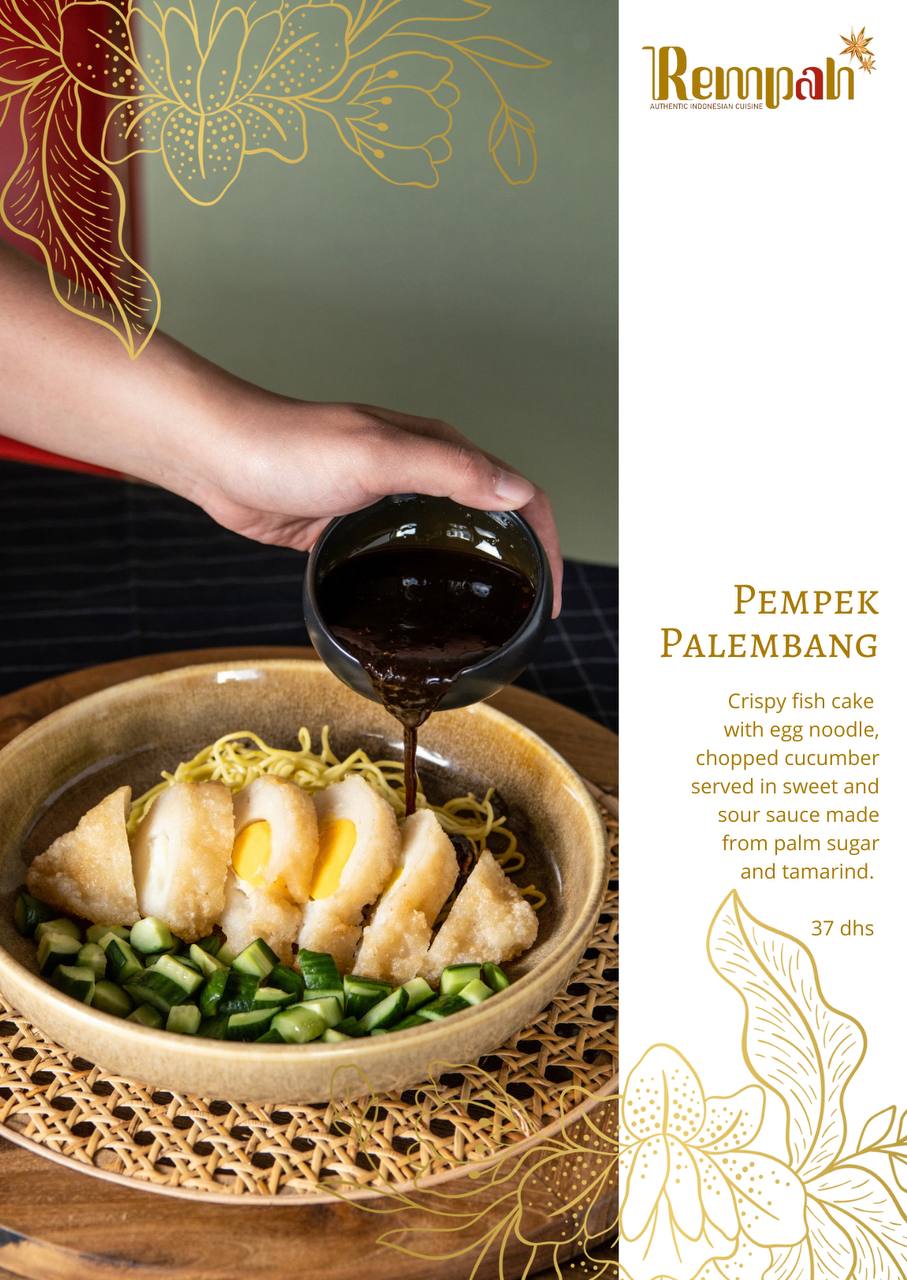 Rempah
AUTHENTIC INDONESIAN CUISINE
Pempek
Palembang
Crispy fish cake
with egg noodle,
chopped cucumber
served in sweet and
sour sauce made
from palm sugar
and tamarind.
37 dhs